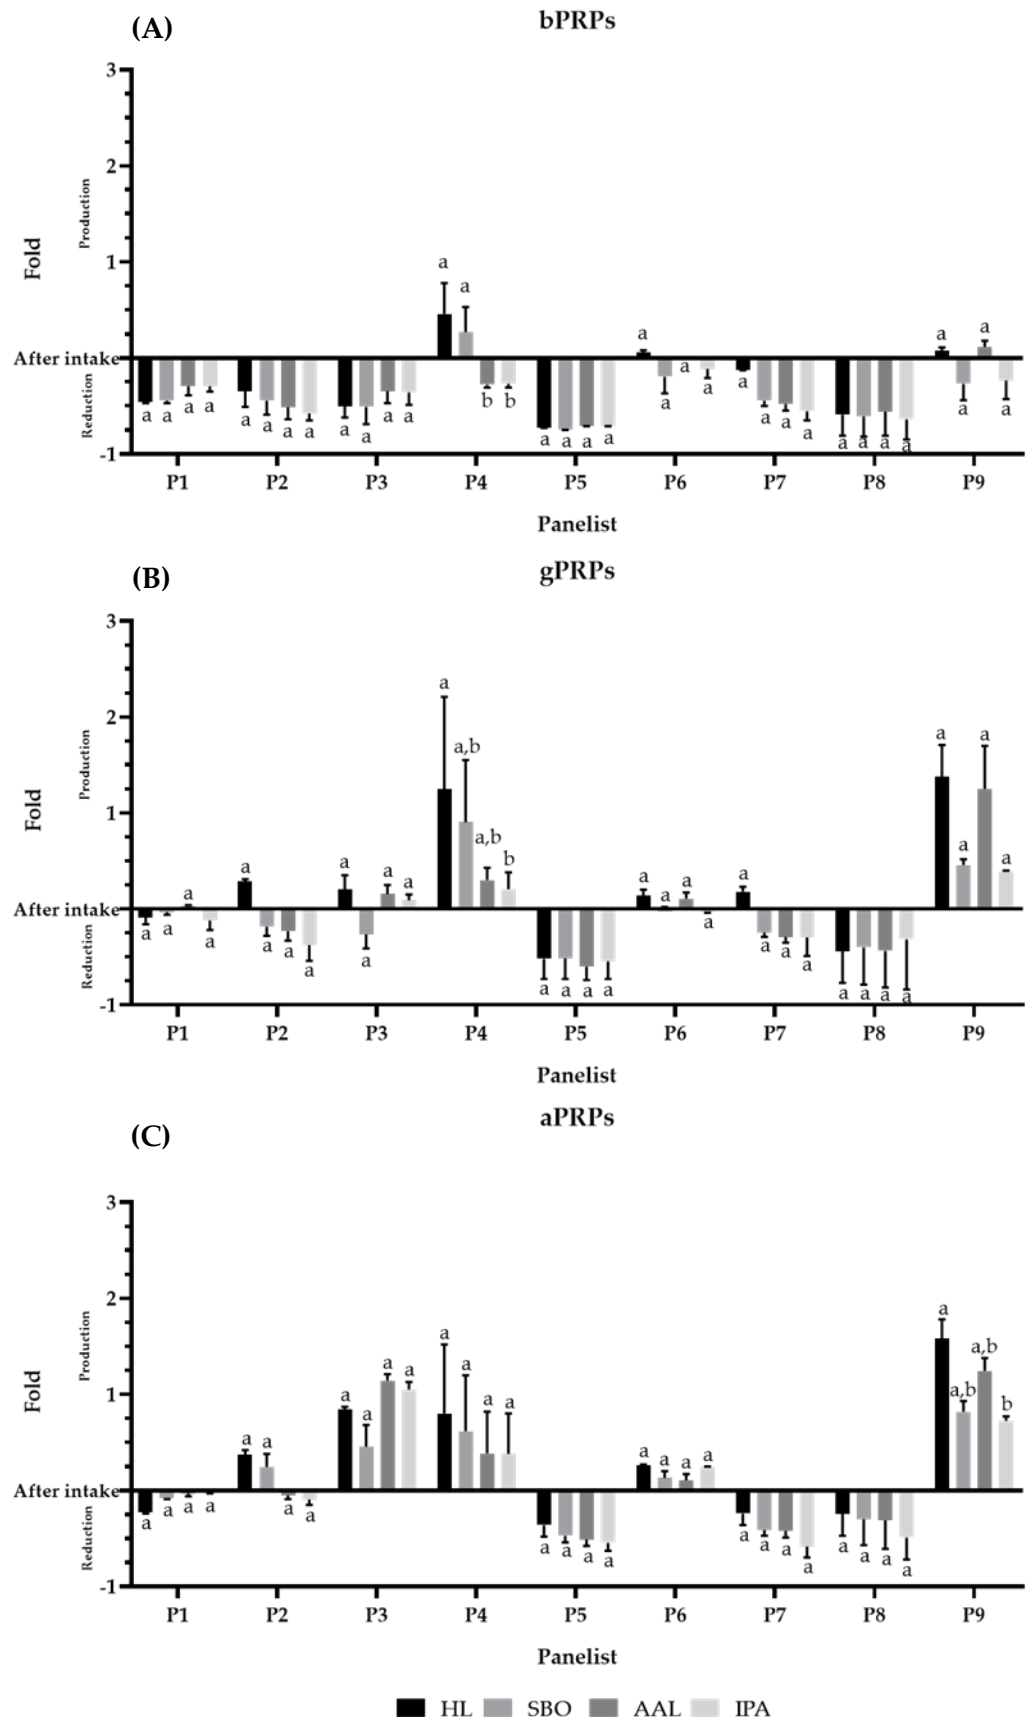 (A) bPRPs
3
2
Production
1
a a
Fold
a a a
After intake
a a a a a a a a a a a a b b a a a a a a a a a a a a a a a a a
Reduction
-1
P1 P2 P3 P4 P5 P6 P7 P8 P9
Panelist
(B) gPRPs
3
2
Production
1
Fold
a a a a a a a,b a,b b a a a a a a a a
After intake
a a a a a a a a a a a a a a a a a a a
Reduction
-1
P1 P2 P3 P4 P5 P6 P7 P8 P9
Panelist
aPRPs
(C)
3
2
Production
1
Fold
a a a a a a a a a a a a a a a a,b a,b b
After intake
a a a a a a a a a a a a a a a a a a
Reduction
-1
P1 P2 P3 P4 P5 P6 P7 P8 P9
Panelist
HL SBO AAL IPA